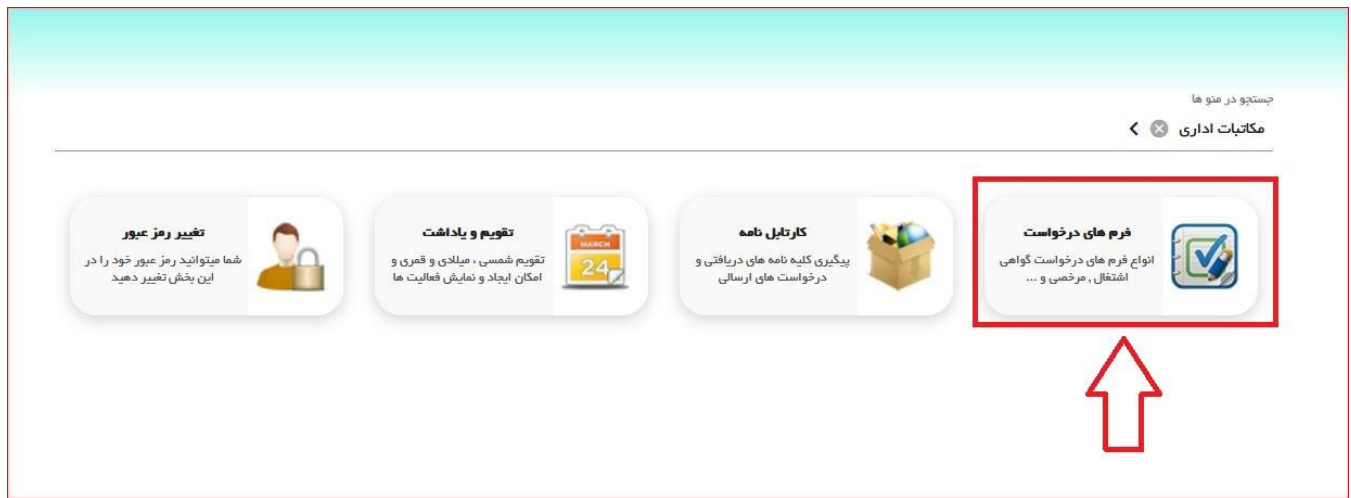 جستجو در منو ها
مکاتبات اداری
فرم های درخواست
انواع فرم های درخواست گواهی
اشتغال , مرخصی و ...
کارتابل نامه
پیگیری کلیه نامه های دریافتی و
درخواست های ارسالی
تقویم و یاداشت
تقویم شمسی ، میلادی و قمری و
امکان ایجاد و نمایش فعالیت ها
MARCH
24
تغییر رمز عبور
شما میتوانید رمز عبور خود را در
این بخش تغییر دهید